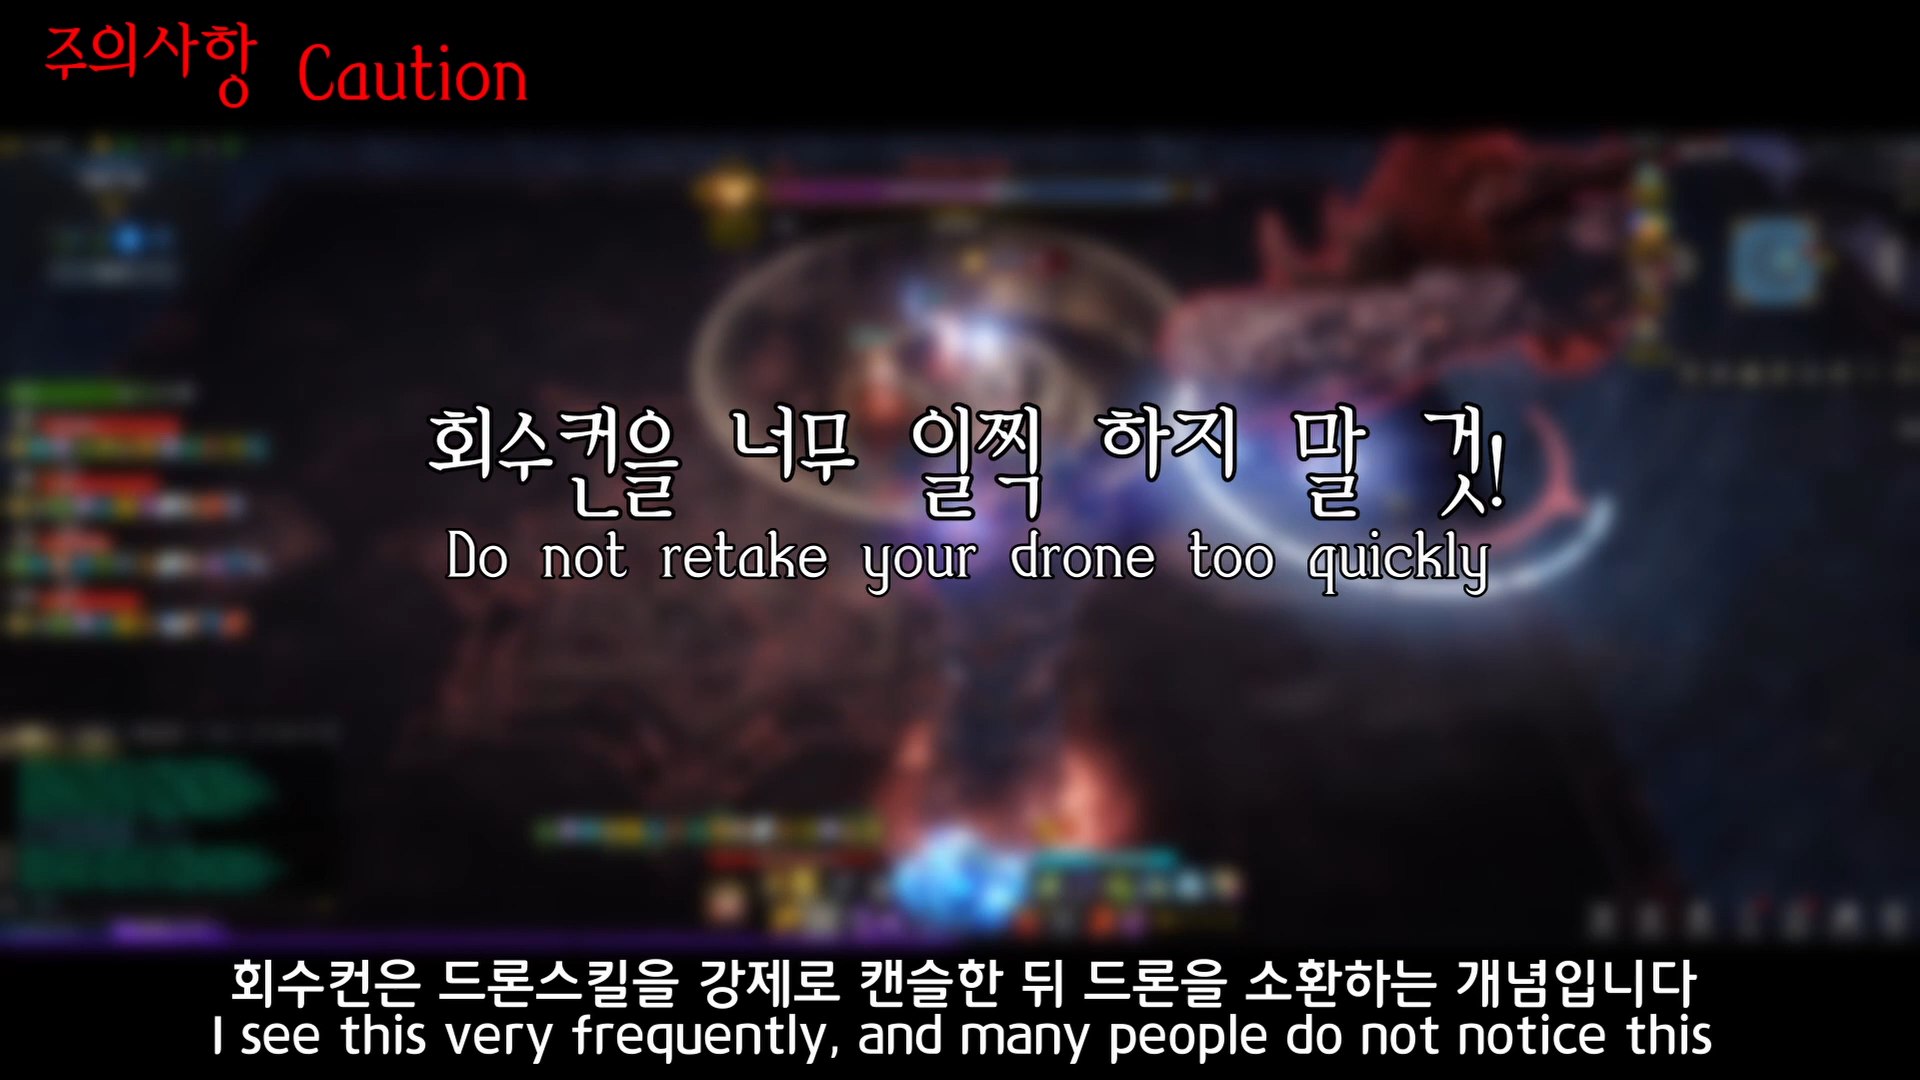 주의사항 Caution
회수컨을 너무 일찍 하지 말 것!
Do not retake your drone too quickly
회수컨은 드론스킬을 강제로 캔슬한 뒤 드론을 소환하는 개념입니다
I see this very frequently, and many people do not notice this